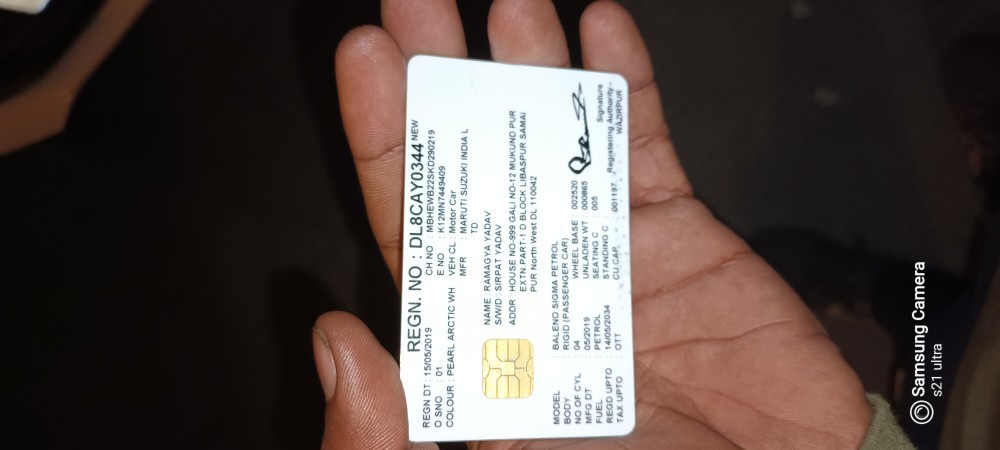 REGN. NO : DL8CAY0344 NEW
REGN DT : 15/05/2019 CH NO : MBHEWB22SKD290219
O SNO : 01 E NO : K12MN7449409
COLOUR : PEARL ARCTIC WH VEH CL : Motor Car
MFR : MARUTI SUZUKI INDIA L
TD
NAME : RAMAGYA YADAV
S/W/D : SIRPAT YADAV
ADDR : HOUSE NO-999 GALI NO-12 MUKUND PUR
EXTN PART-1 D BLOCK LIBASPUR SAMAI
PUR North West DL 110042
MODEL : BALENO SIGMA PETROL
BODY : RIGID (PASSENGER CAR)
NO OF CYL : 04 WHEEL BASE : 002520
MFG DT : 05/2019 UNLADEN WT : 000865
FUEL : PETROL SEATING C : 005
REGD UPTO : 14/05/2034 STANDING C :
TAX UPTO : OTT CU.CAP. : 001197
Signature
Registering Authority -
WAZIRPUR
Samsung Camera
s21 ultra